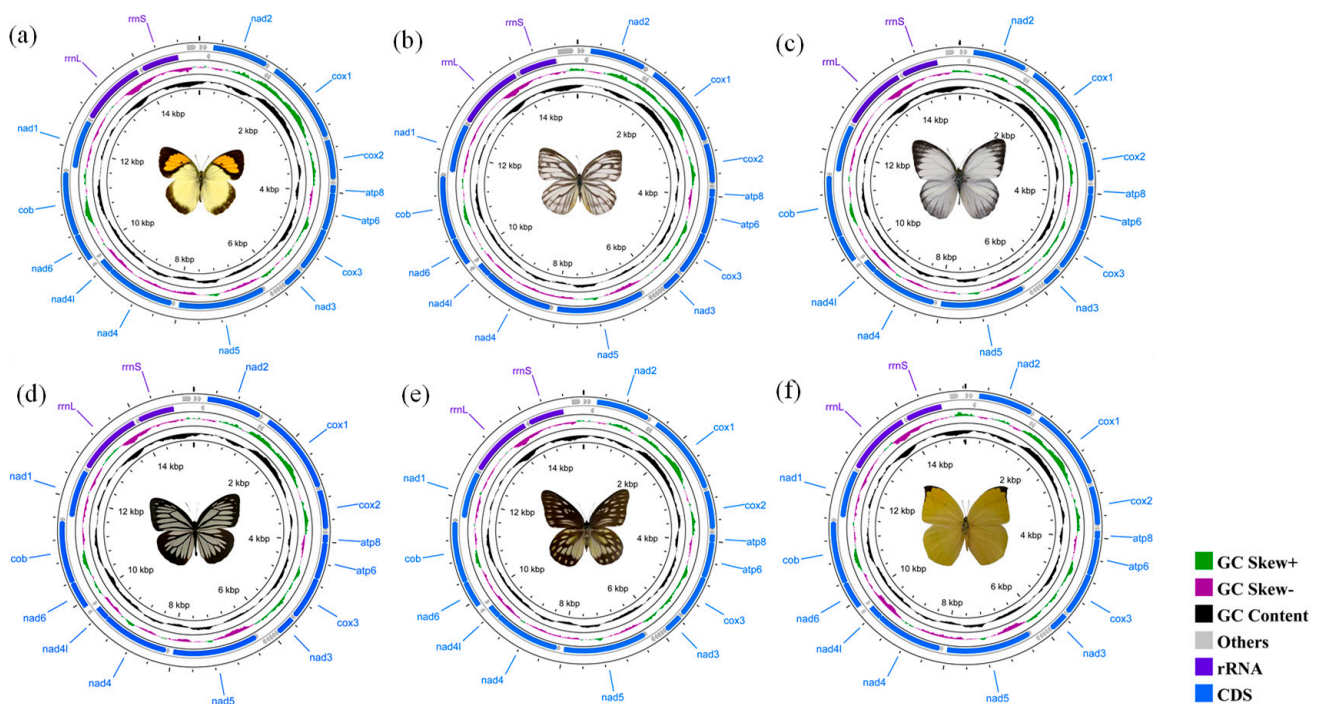 (a)
rrnS
nad2
rrnL
cox1
nad1
cox2
atp8
cob
atp6
nad6
cox3
nad4l
nad3
nad4
nad5
14 kbp
2 kbp
12 kbp
4 kbp
10 kbp
6 kbp
8 kbp
(b)
rrnS
nad2
rrnL
cox1
nad1
cox2
atp8
cob
atp6
nad6
cox3
nad4l
nad3
nad4
nad5
14 kbp
2 kbp
12 kbp
4 kbp
10 kbp
6 kbp
8 kbp
(c)
rrnS
nad2
rrnL
cox1
nad1
cox2
atp8
cob
atp6
nad6
cox3
nad4l
nad3
nad4
nad5
14 kbp
2 kbp
12 kbp
4 kbp
10 kbp
6 kbp
8 kbp
(d)
rrnS
nad2
rrnL
cox1
nad1
cox2
atp8
cob
atp6
nad6
cox3
nad4l
nad3
nad4
nad5
14 kbp
2 kbp
12 kbp
4 kbp
10 kbp
6 kbp
8 kbp
(e)
rrnS
nad2
rrnL
cox1
nad1
cox2
atp8
cob
atp6
nad6
cox3
nad4l
nad3
nad4
nad5
14 kbp
2 kbp
12 kbp
4 kbp
10 kbp
6 kbp
8 kbp
(f)
rrnS
nad2
rrnL
cox1
nad1
cox2
atp8
cob
atp6
nad6
cox3
nad4l
nad3
nad4
nad5
14 kbp
2 kbp
12 kbp
4 kbp
10 kbp
6 kbp
8 kbp
GC Skew+
GC Skew-
GC Content
Others
rRNA
CDS